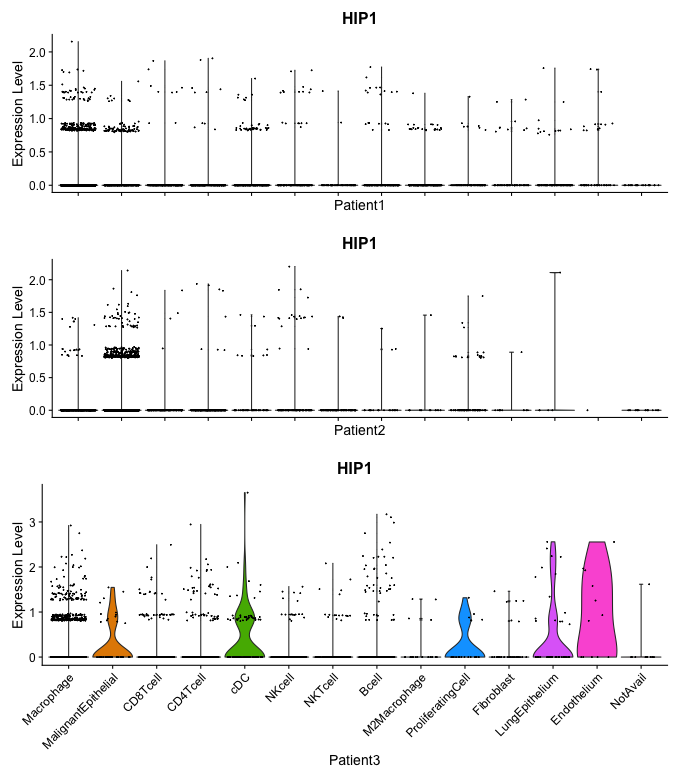 HIP1
Expression Level
2.0
1.5
1.0
0.5
0.0
Patient1
HIP1
Expression Level
2.0
1.5
1.0
0.5
0.0
Patient2
HIP1
Expression Level
3
2
1
0
Macrophage
MalignantEpithelial
CD8Tcell
CD4Tcell
cDC
NKcell
NKTcell
Bcell
M2Macrophage
ProliferatingCell
Fibroblast
LungEpithelium
Endothelium
NotAvail
Patient3